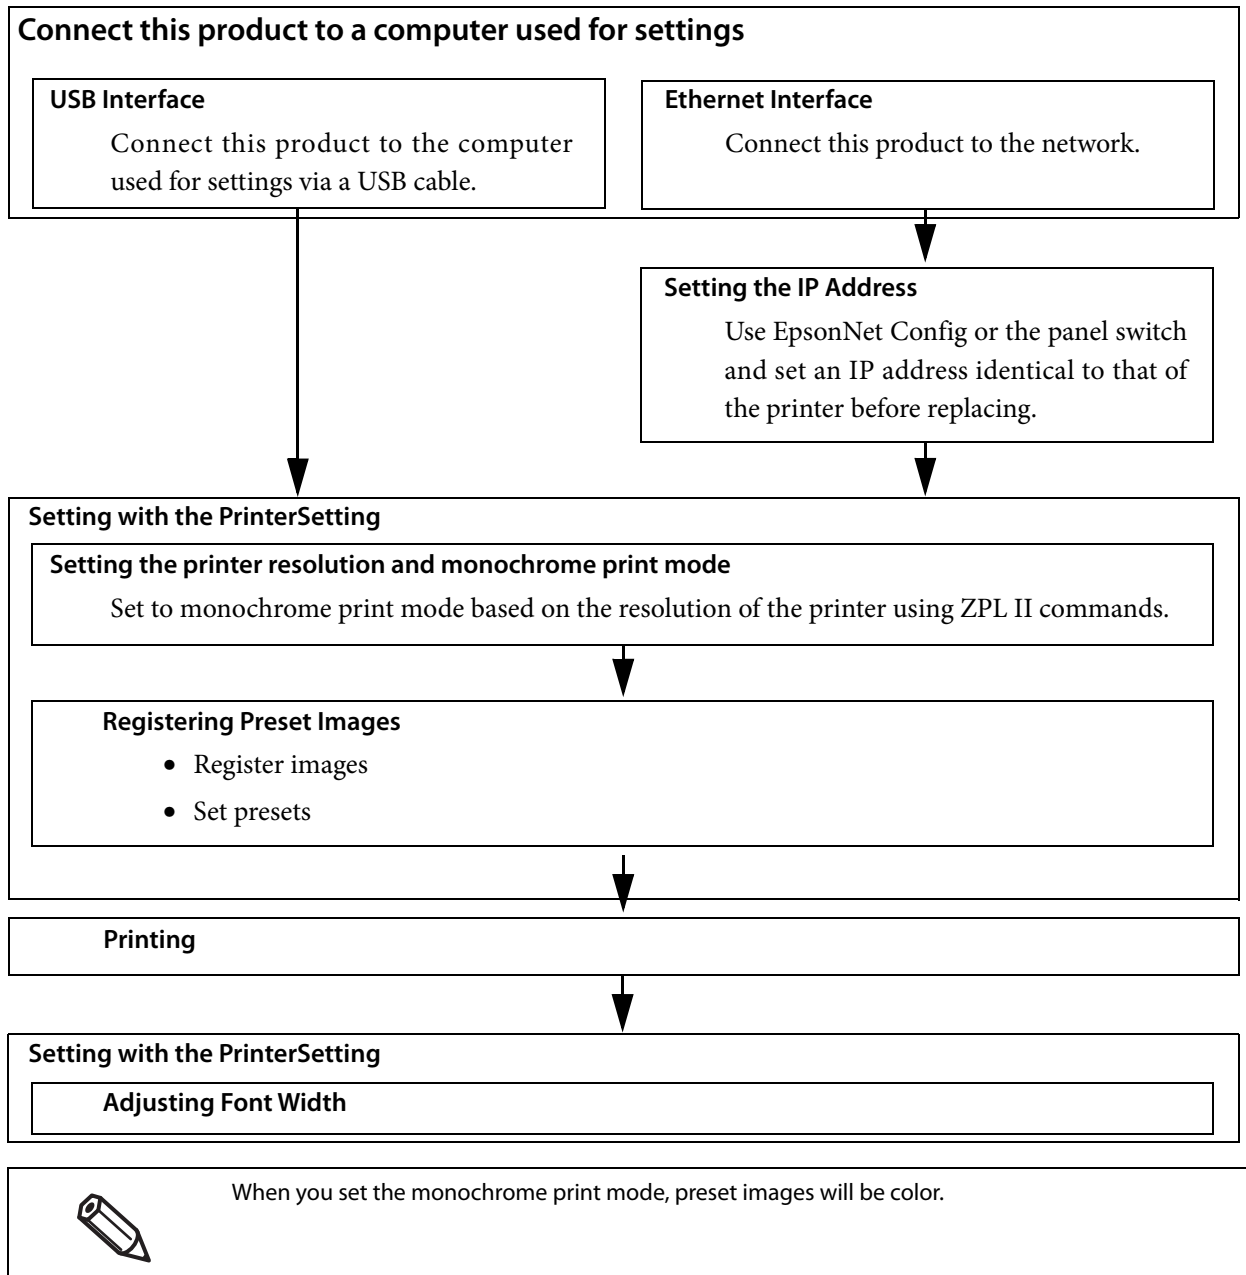 Connect this product to a computer used for settings
USB Interface
Connect this product to the computer
used for settings via a USB cable.
Ethernet Interface
Connect this product to the network.
Setting the IP Address
Use EpsonNet Config or the panel switch
and set an IP address identical to that of
the printer before replacing.
Setting with the PrinterSetting
Setting the printer resolution and monochrome print mode
Set to monochrome print mode based on the resolution of the printer using ZPL II commands.
Registering Preset Images
• Register images
• Set presets
Printing
Setting with the PrinterSetting
Adjusting Font Width
When you set the monochrome print mode, preset images will be color.